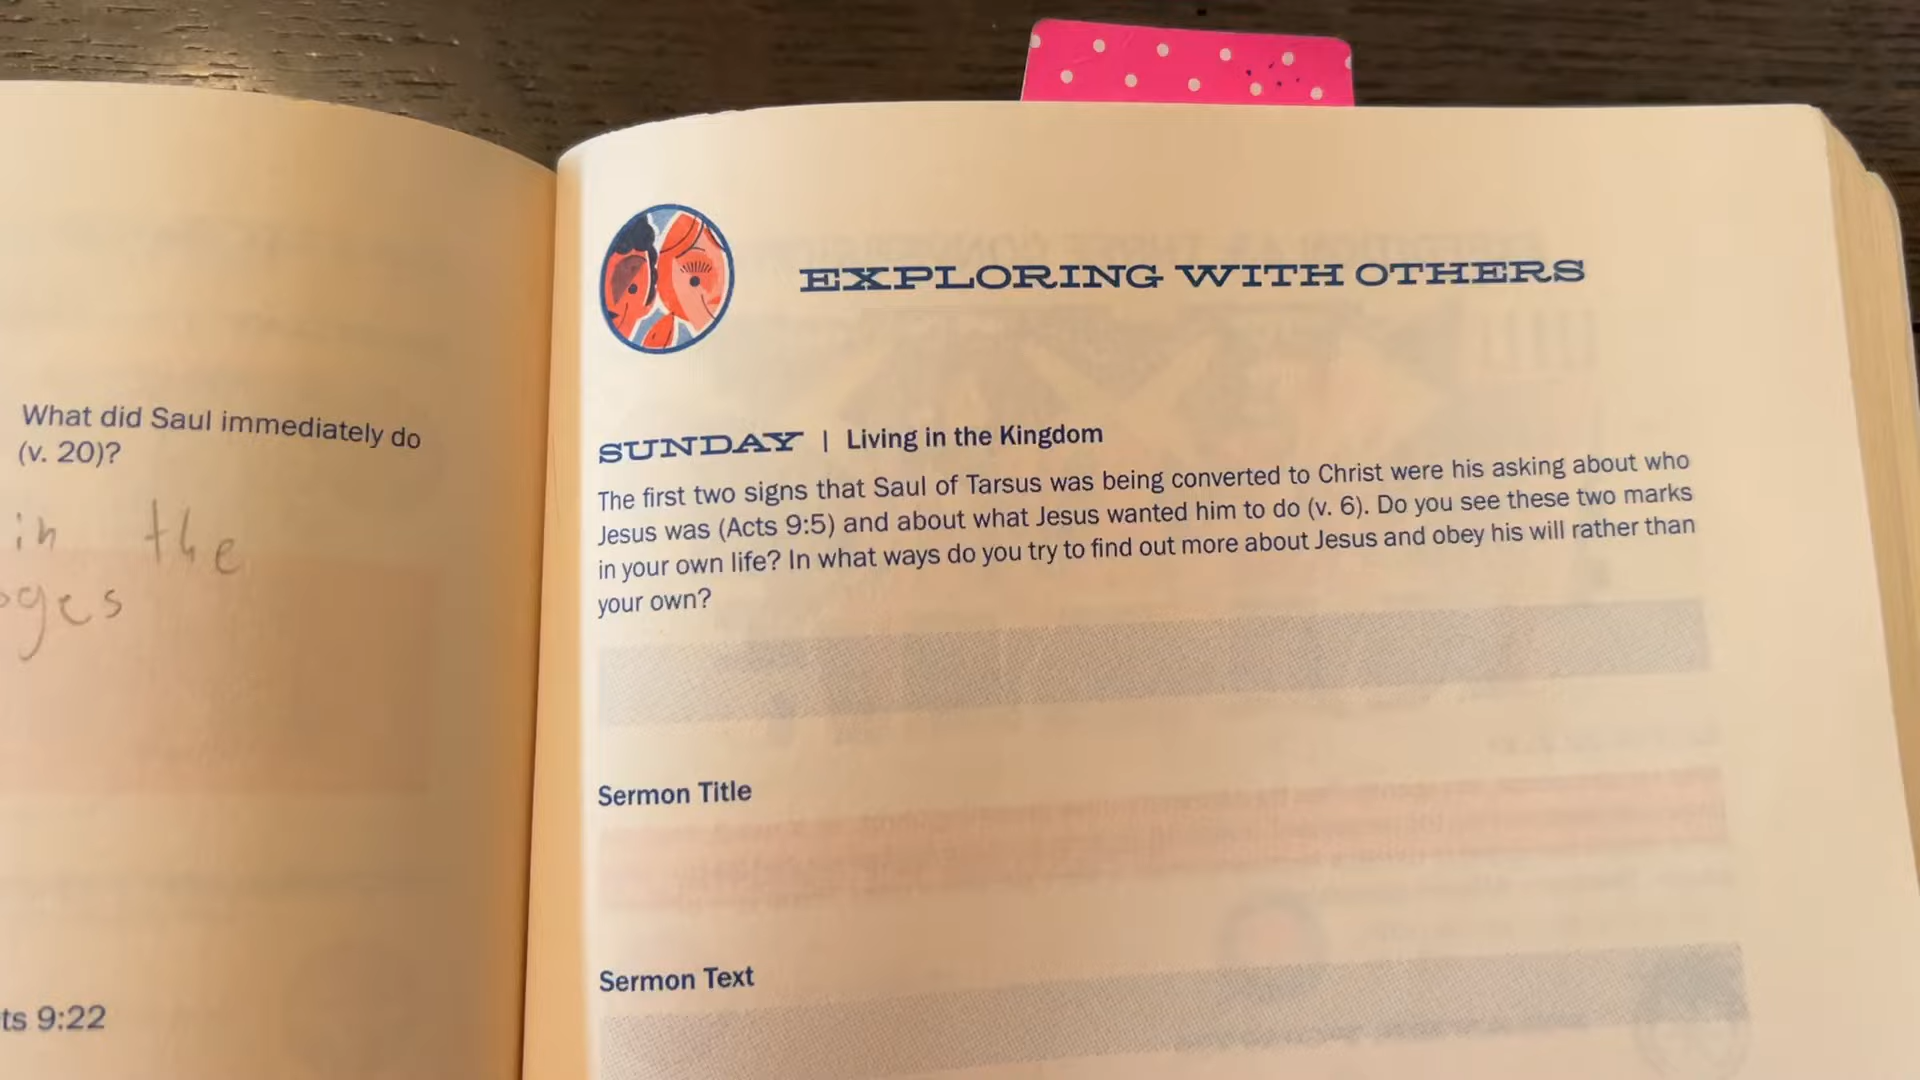 What did Saul immediately do
(v. 20)?
in the
ts 9:22
EXPLORING WITH OTHERS
SUNDAY | Living in the Kingdom
The first two signs that Saul of Tarsus was being converted to Christ were his asking about who
Jesus was (Acts 9:5) and about what Jesus wanted him to do (v. 6). Do you see these two marks
in your own life? In what ways do you try to find out more about Jesus and obey his will rather than
your own?
Sermon Title
Sermon Text